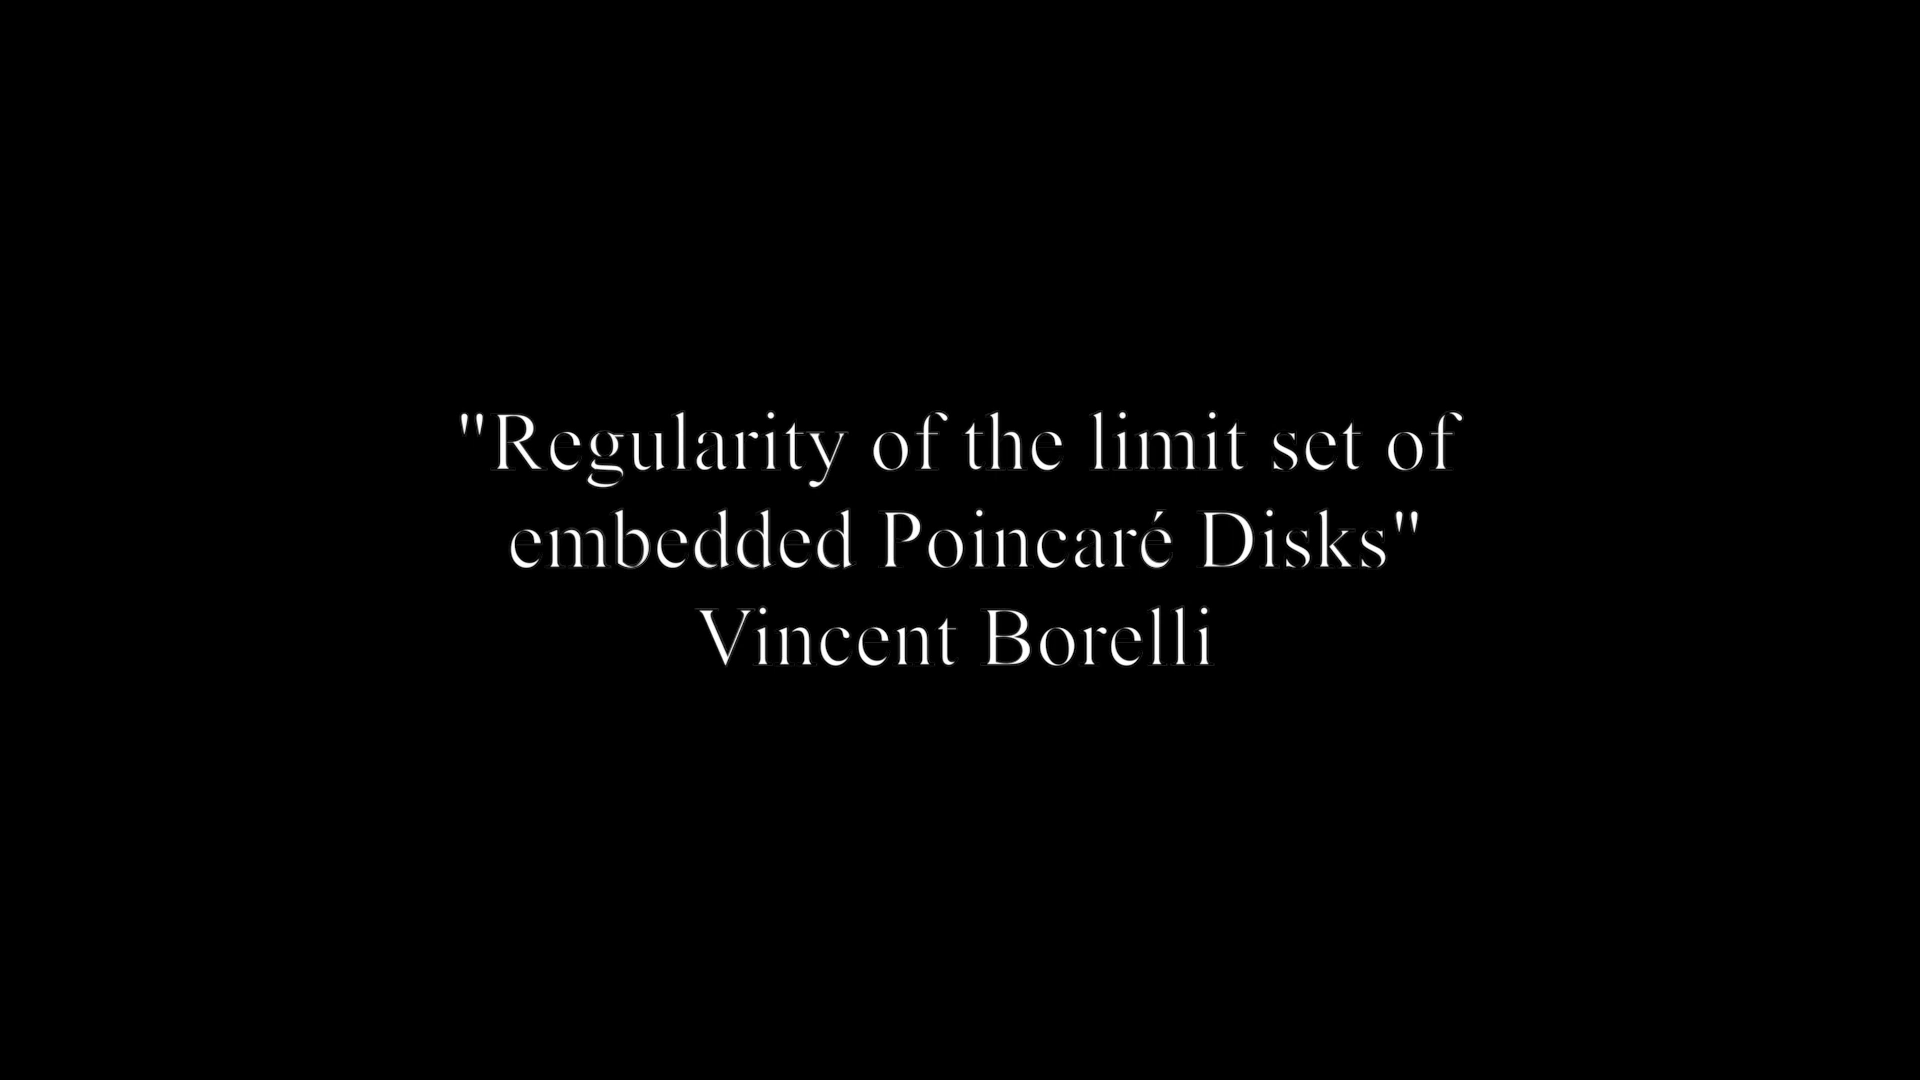 "Regularity of the limit set of
embedded Poincaré Disks"
Vincent Borelli